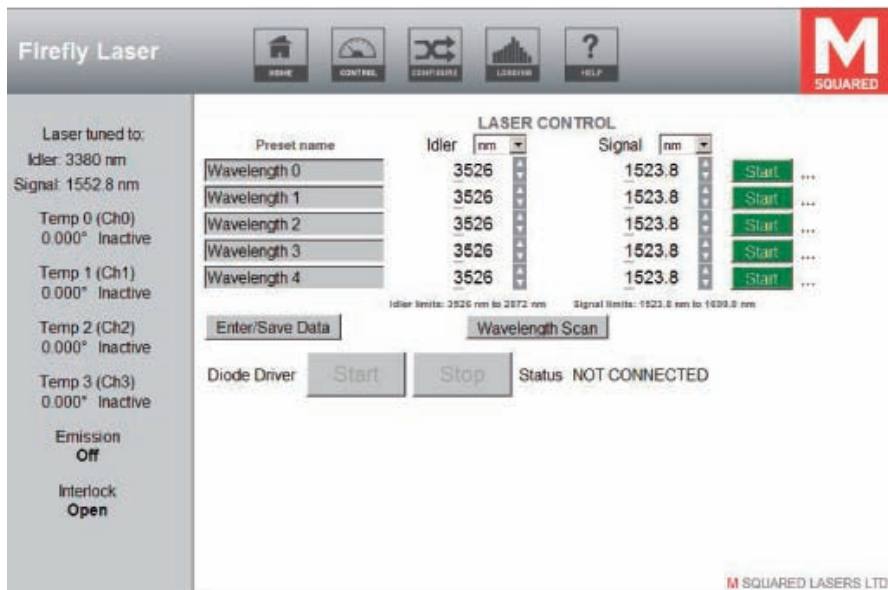 Firefly Laser
HOME
CONTROL
CONFIGURE
LOGGING
HELP
M
SQUARED
Laser tuned to:
Idler: 3380 nm
Signal: 1552.8 nm
Temp 0 (Ch0)
0.000° Inactive
Temp 1 (Ch1)
0.000° Inactive
Temp 2 (Ch2)
0.000° Inactive
Temp 3 (Ch3)
0.000° Inactive
Emission
Off
Interlock
Open
LASER CONTROL
Preset name Idler nm Signal nm
Wavelength 0 3526 1523.8 Start ...
Wavelength 1 3526 1523.8 Start ...
Wavelength 2 3526 1523.8 Start ...
Wavelength 3 3526 1523.8 Start ...
Wavelength 4 3526 1523.8 Start ...
Idler limits: 3526 nm to nm Signal limits: 1523.8 nm to nm
Enter/Save Data Wavelength Scan
Diode Driver Start Stop Status NOT CONNECTED
M SQUARED LASERS LTD